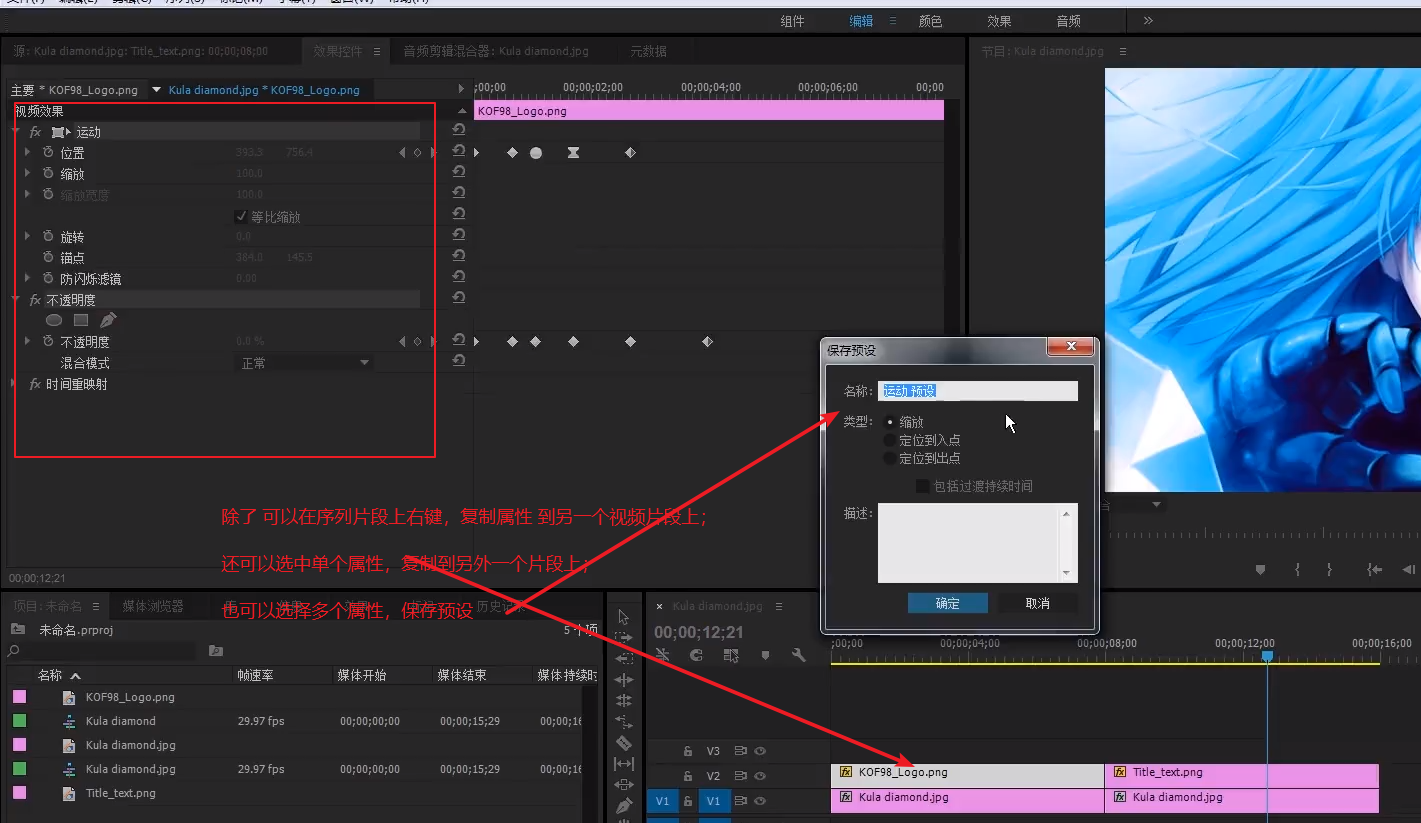 组件
编辑
颜色
效果
音频
源: Kula diamond.jpg: Title_text.png: 00;00;08;00
效果控件
音频剪辑混合器: Kula diamond.jpg
元数据
节目: Kula diamond.jpg
主要 * KOF98_Logo.png
Kula diamond.jpg * KOF98_Logo.png
;00;00
00;00;02;00
00;00;04;00
00;00;06;00
00;00
视频效果
KOF98_Logo.png
fx 运动
位置 393.3 756.4
缩放 100.0
缩放宽度 100.0
等比缩放
旋转 0.0
锚点 384.0 145.5
防闪烁滤镜 0.00
fx 不透明度
不透明度 0.0 %
混合模式 正常
fx 时间重映射
保存预设
名称: 运动 预设
类型: 缩放
定位到入点
定位到出点
包括过渡持续时间
描述:
确定 取消
除了 可以在序列片段上右键，复制属性 到另一个视频片段上；
还可以选中单个属性，复制到另外一个片段上；
也可以选择多个属性，保存预设
00;00;12;21
项目: 未命名
媒体浏览器
历史记录
未命名.prproj
5个项
名称 帧速率 媒体开始 媒体结束 媒体持续时
KOF98_Logo.png
Kula diamond 29.97 fps 00;00;00;00 00;00;15;29 00;00;16
Kula diamond.jpg
Kula diamond.jpg 29.97 fps 00;00;00;00 00;00;15;29 00;00;16
Title_text.png
× Kula diamond.jpg
00;00;12;21
;00;00
00;00;04;00
00;00;08;00
00;00;12;00
00;00;16;00
V3
V2
fx KOF98_Logo.png
fx Title_text.png
V1 V1
fx Kula diamond.jpg
fx Kula diamond.jpg